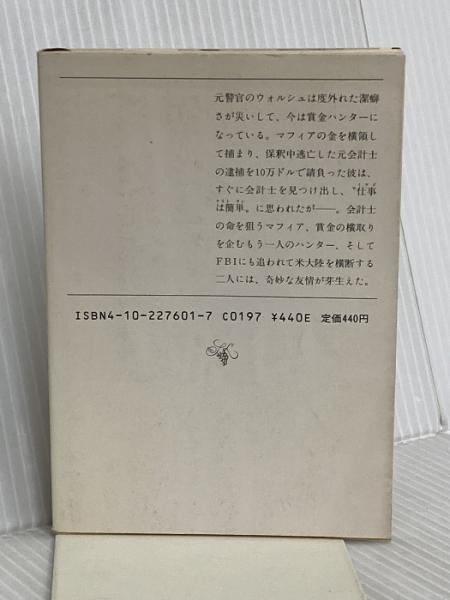 元警官のウォルシュは度外れた潔癖
さが災いして、今は賞金ハンターに
なっている。マフィアの金を横領し
て捕まり、保釈中逃亡した元会計士
の逮捕を10万ドルで請負った彼は、
すぐに会計士を見つけ出し、〝仕事
は簡単〟に思われたが――。会計士
の命を狙うマフィア、賞金の横取り
を企むもう一人のハンター、そして
FBIにも追われて米大陸を横断する
二人には、奇妙な友情が芽生えた。
ISBN4-10-227601-7 C0197 ¥440E 定価440円